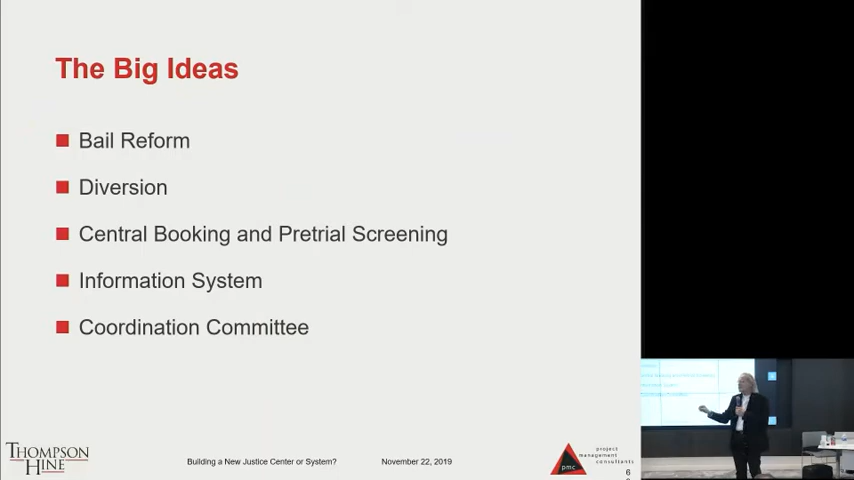 The Big Ideas
Bail Reform
Diversion
Central Booking and Pretrial Screening
Information System
Coordination Committee
THOMPSON
HINE
Building a New Justice Center or System?
November 22, 2019
pmc
project
management
consultants
6